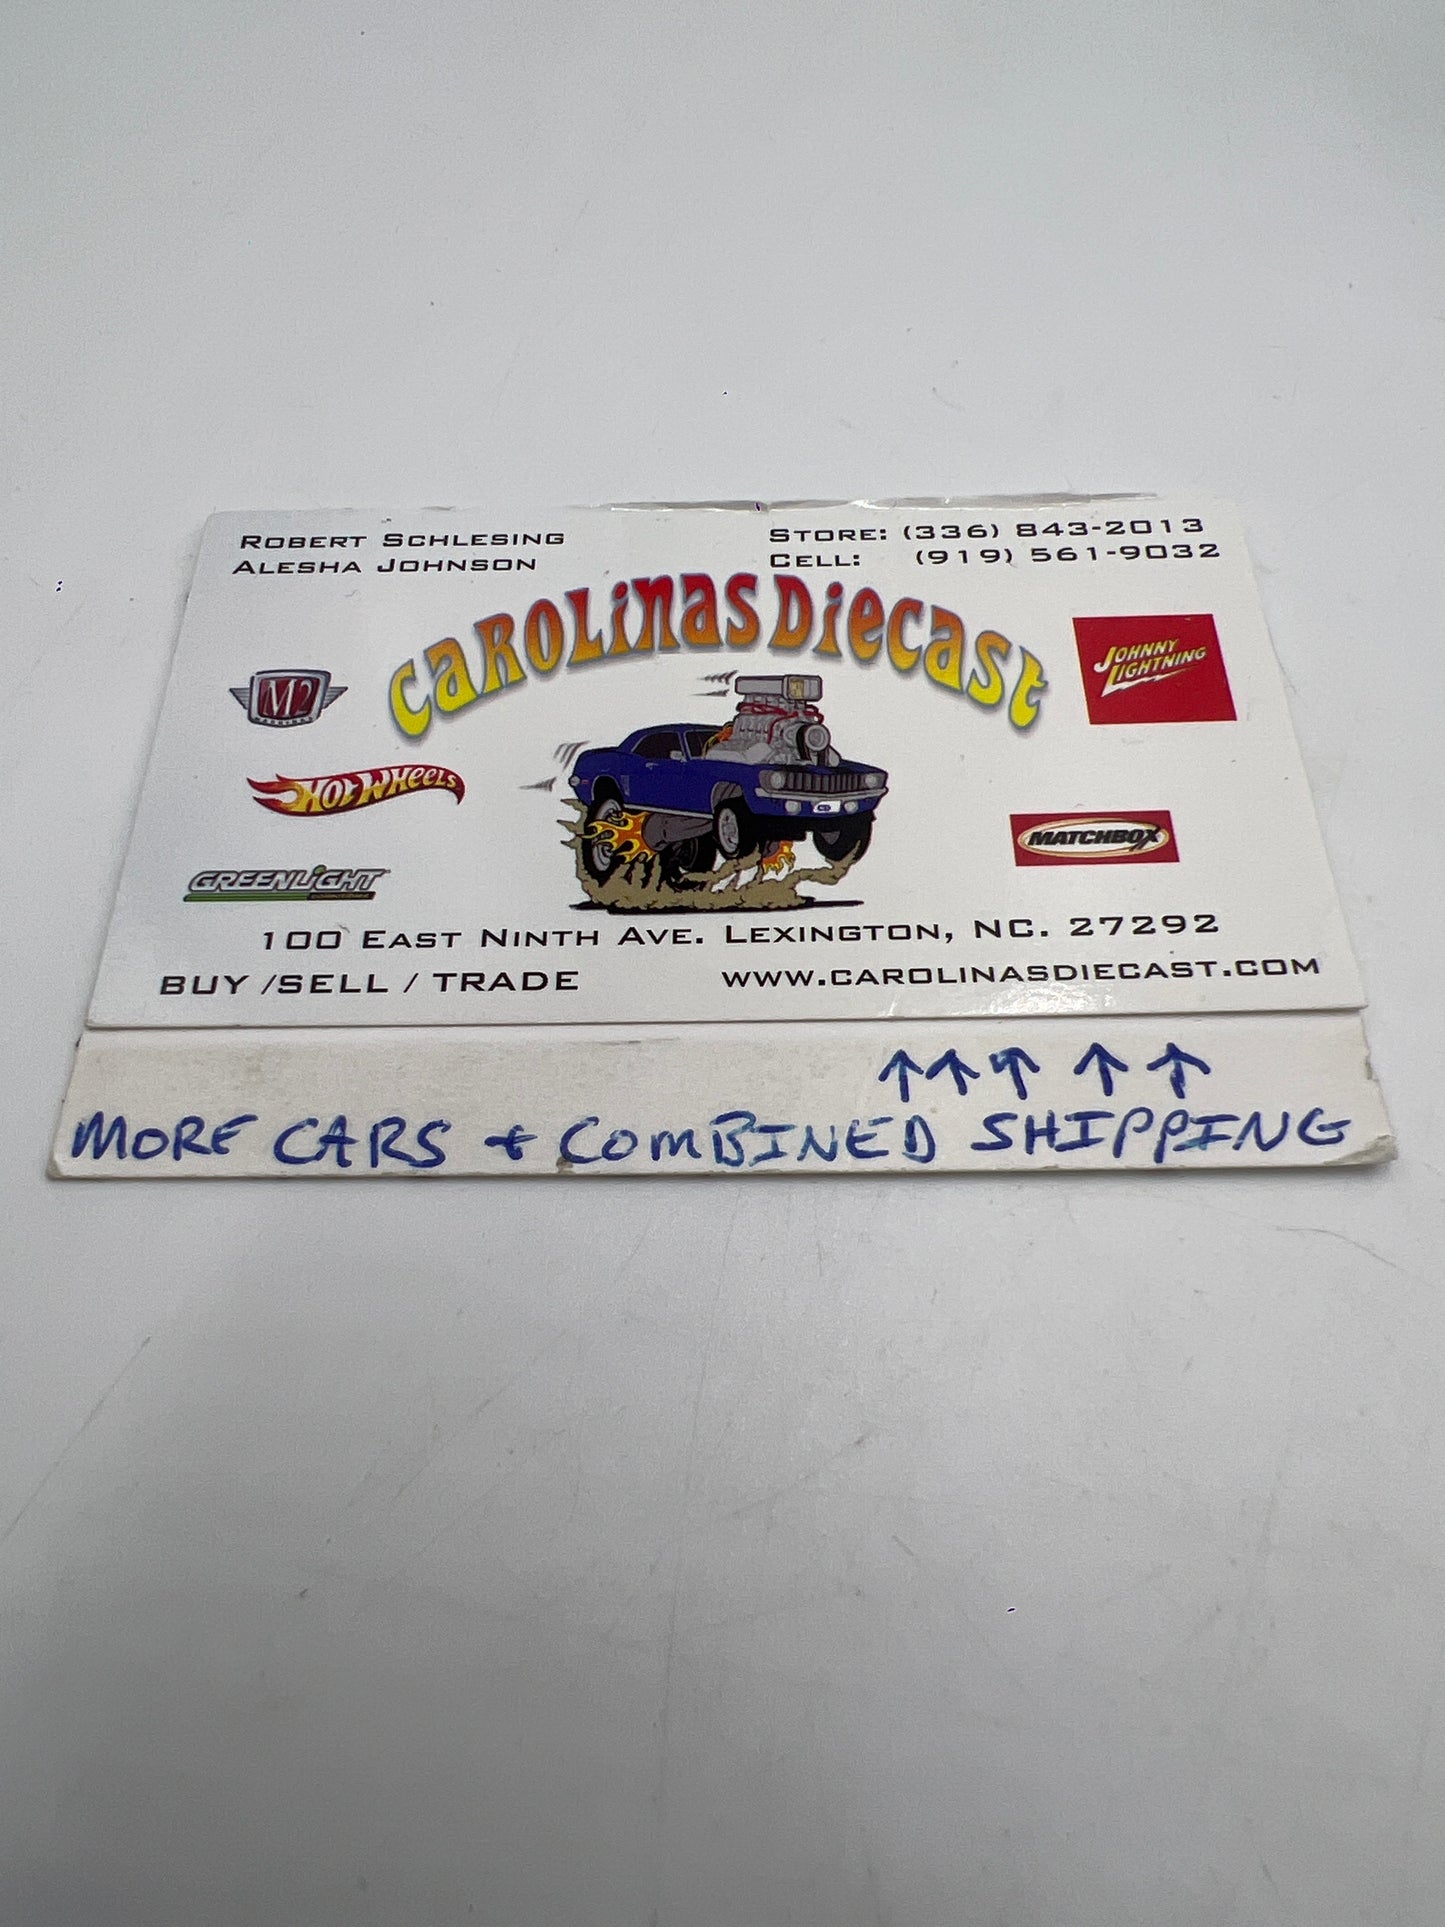 ROBERT SCHLESING
ALESHA JOHNSON
STORE: (336) 843-2013
CELL: (919) 561-9032
CAROLINAS DIECAST
M2
JOHNNY
LIGHTNING
HOT WHEELS
MATCHBOX
GREENLIGHT
100 EAST NINTH AVE. LEXINGTON, NC. 27292
BUY /SELL / TRADE
WWW.CAROLINASDIECAST.COM
↑ ↑ ↑ ↑ ↑
MORE CARS + COMBINED SHIPPING